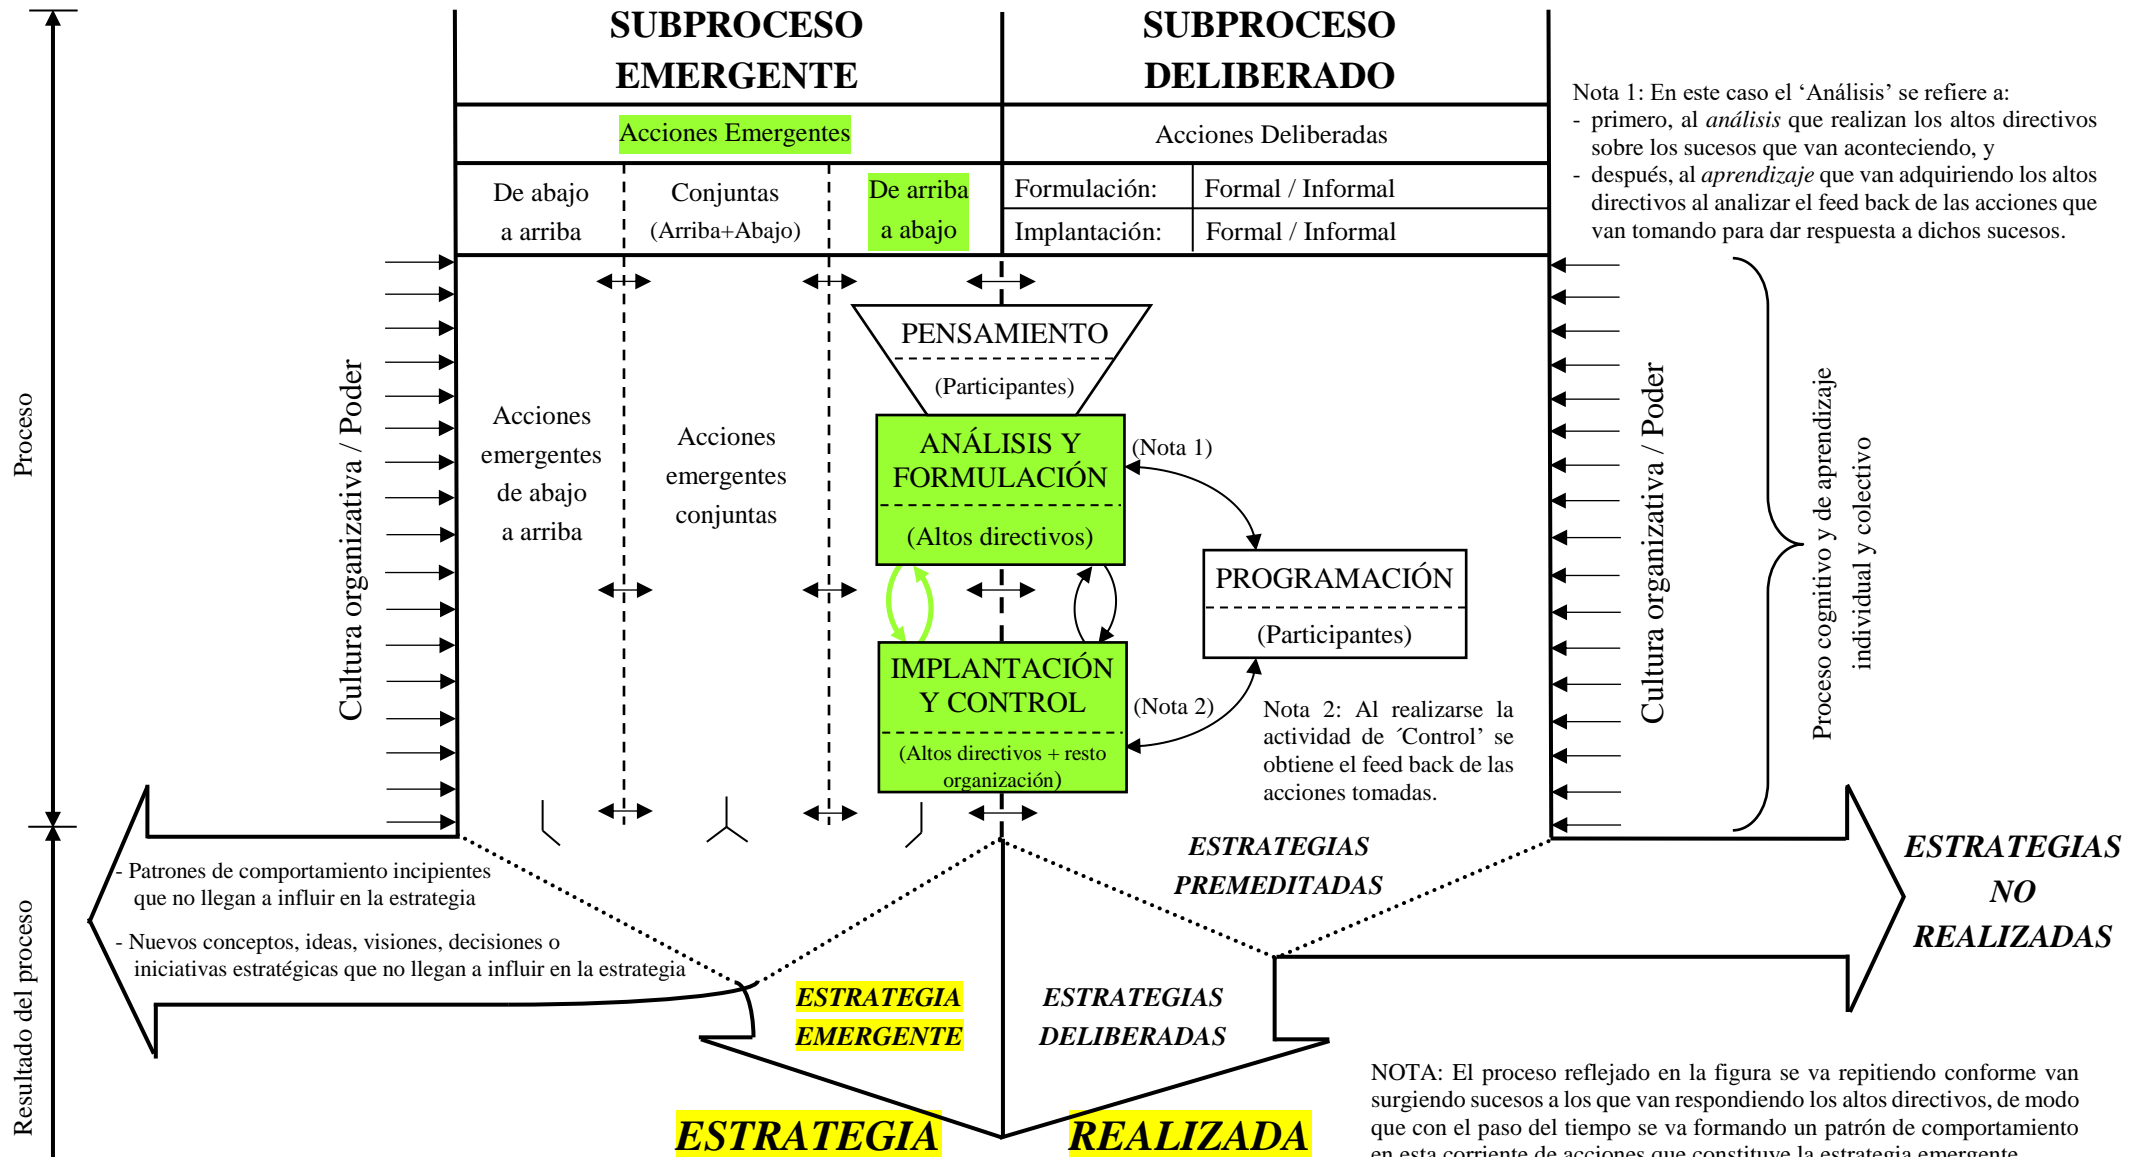 SUBPROCESO
EMERGENTE
SUBPROCESO
DELIBERADO
Acciones Emergentes
Acciones Deliberadas
De abajo
a arriba
Conjuntas
(Arriba+Abajo)
De arriba
a abajo
Formulación:
Formal / Informal
Implantación:
Formal / Informal
Nota 1: En este caso el ‘Análisis’ se refiere a:
- primero, al análisis que realizan los altos directivos
sobre los sucesos que van aconteciendo, y
- después, al aprendizaje que van adquiriendo los altos
directivos al analizar el feed back de las acciones que
van tomando para dar respuesta a dichos sucesos.
Proceso
Cultura organizativa / Poder
Acciones
emergentes
de abajo
a arriba
Acciones
emergentes
conjuntas
PENSAMIENTO
(Participantes)
ANÁLISIS Y
FORMULACIÓN
(Altos directivos)
(Nota 1)
PROGRAMACIÓN
(Participantes)
IMPLANTACIÓN
Y CONTROL
(Altos directivos + resto
organización)
(Nota 2)
Nota 2: Al realizarse la
actividad de ´Control’ se
obtiene el feed back de las
acciones tomadas.
Cultura organizativa / Poder
Proceso cognitivo y de aprendizaje
individual y colectivo
Resultado del proceso
- Patrones de comportamiento incipientes
que no llegan a influir en la estrategia
- Nuevos conceptos, ideas, visiones, decisiones o
iniciativas estratégicas que no llegan a influir en la estrategia
ESTRATEGIAS
PREMEDITADAS
ESTRATEGIAS
NO
REALIZADAS
ESTRATEGIA
EMERGENTE
ESTRATEGIAS
DELIBERADAS
ESTRATEGIA REALIZADA
NOTA: El proceso reflejado en la figura se va repitiendo conforme van
surgiendo sucesos a los que van respondiendo los altos directivos, de modo
que con el paso del tiempo se va formando un patrón de comportamiento
en esta corriente de acciones que constituye la estrategia emergente